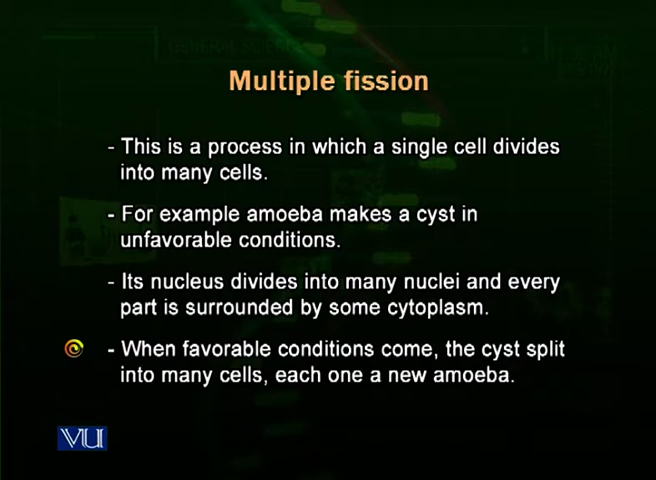 Multiple fission
- This is a process in which a single cell divides
into many cells.
- For example amoeba makes a cyst in
unfavorable conditions.
- Its nucleus divides into many nuclei and every
part is surrounded by some cytoplasm.
- When favorable conditions come, the cyst split
into many cells, each one a new amoeba.
VU